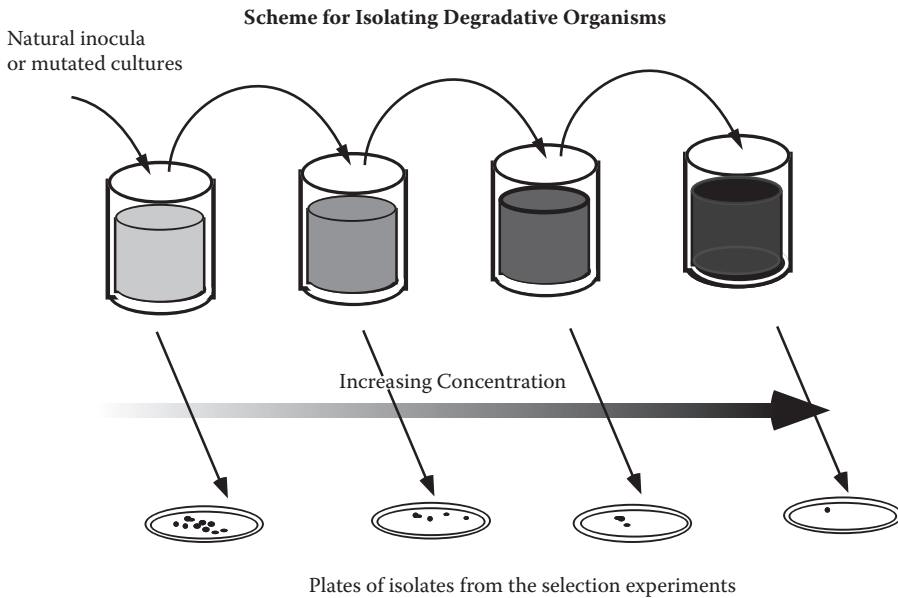 Scheme for Isolating Degradative Organisms
Natural inocula
or mutated cultures
Increasing Concentration
Plates of isolates from the selection experiments